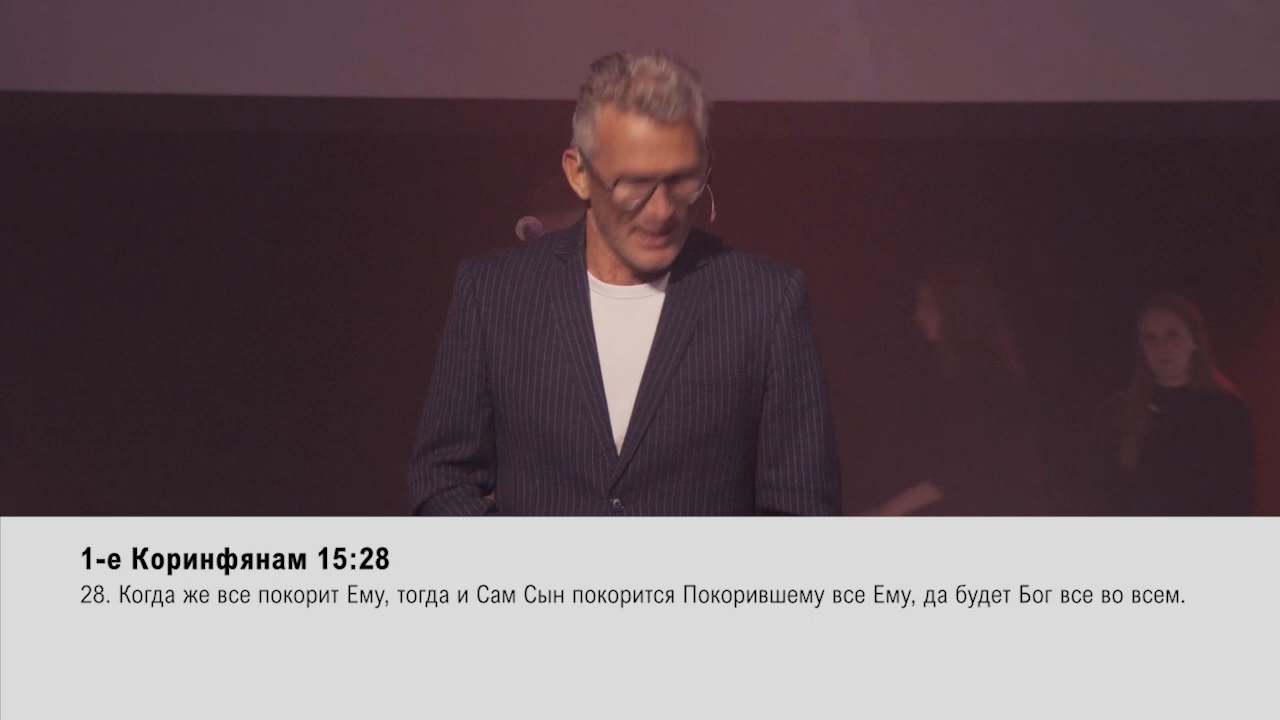 1-е Коринфянам 15:28
28. Когда же все покорит Ему, тогда и Сам Сын покорится Покорившему все Ему, да будет Бог все во всем.